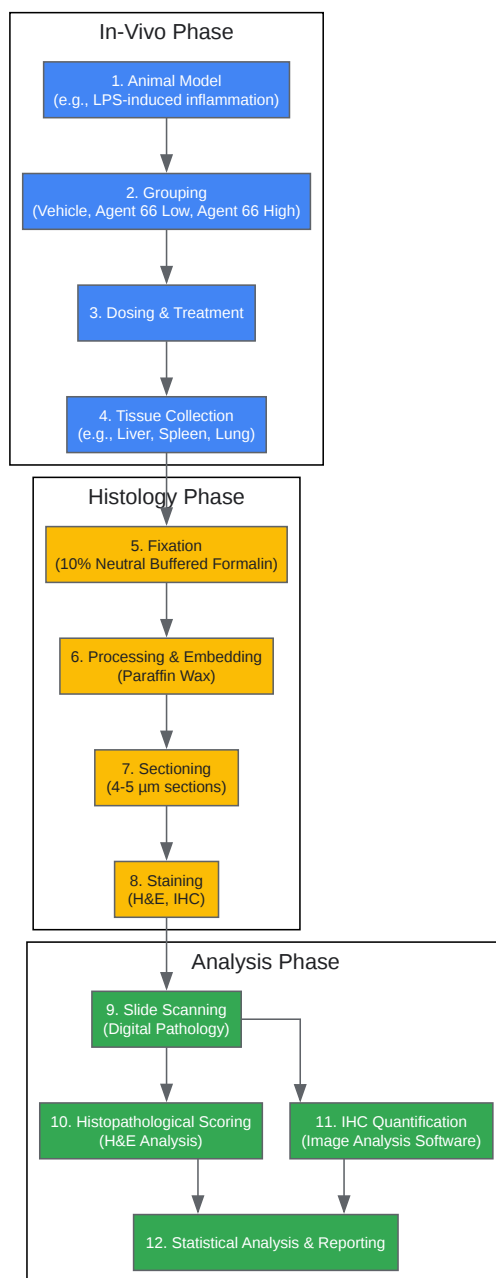 In-Vivo Phase
1. Animal Model
(e.g., LPS-induced inflammation)
2. Grouping
(Vehicle, Agent 66 Low, Agent 66 High)
3. Dosing & Treatment
4. Tissue Collection
(e.g., Liver, Spleen, Lung)
Histology Phase
5. Fixation
(10% Neutral Buffered Formalin)
6. Processing & Embedding
(Paraffin Wax)
7. Sectioning
(4-5 µm sections)
8. Staining
(H&E, IHC)
Analysis Phase
9. Slide Scanning
(Digital Pathology)
10. Histopathological Scoring
(H&E Analysis)
11. IHC Quantification
(Image Analysis Software)
12. Statistical Analysis & Reporting